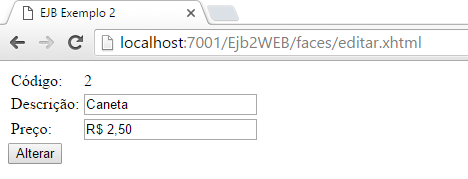 EJB Exemplo 2
localhost:7001/Ejb2WEB/faces/editar.xhtml
Código: 2
Descrição: Caneta
Preço: R$ 2,50
Alterar